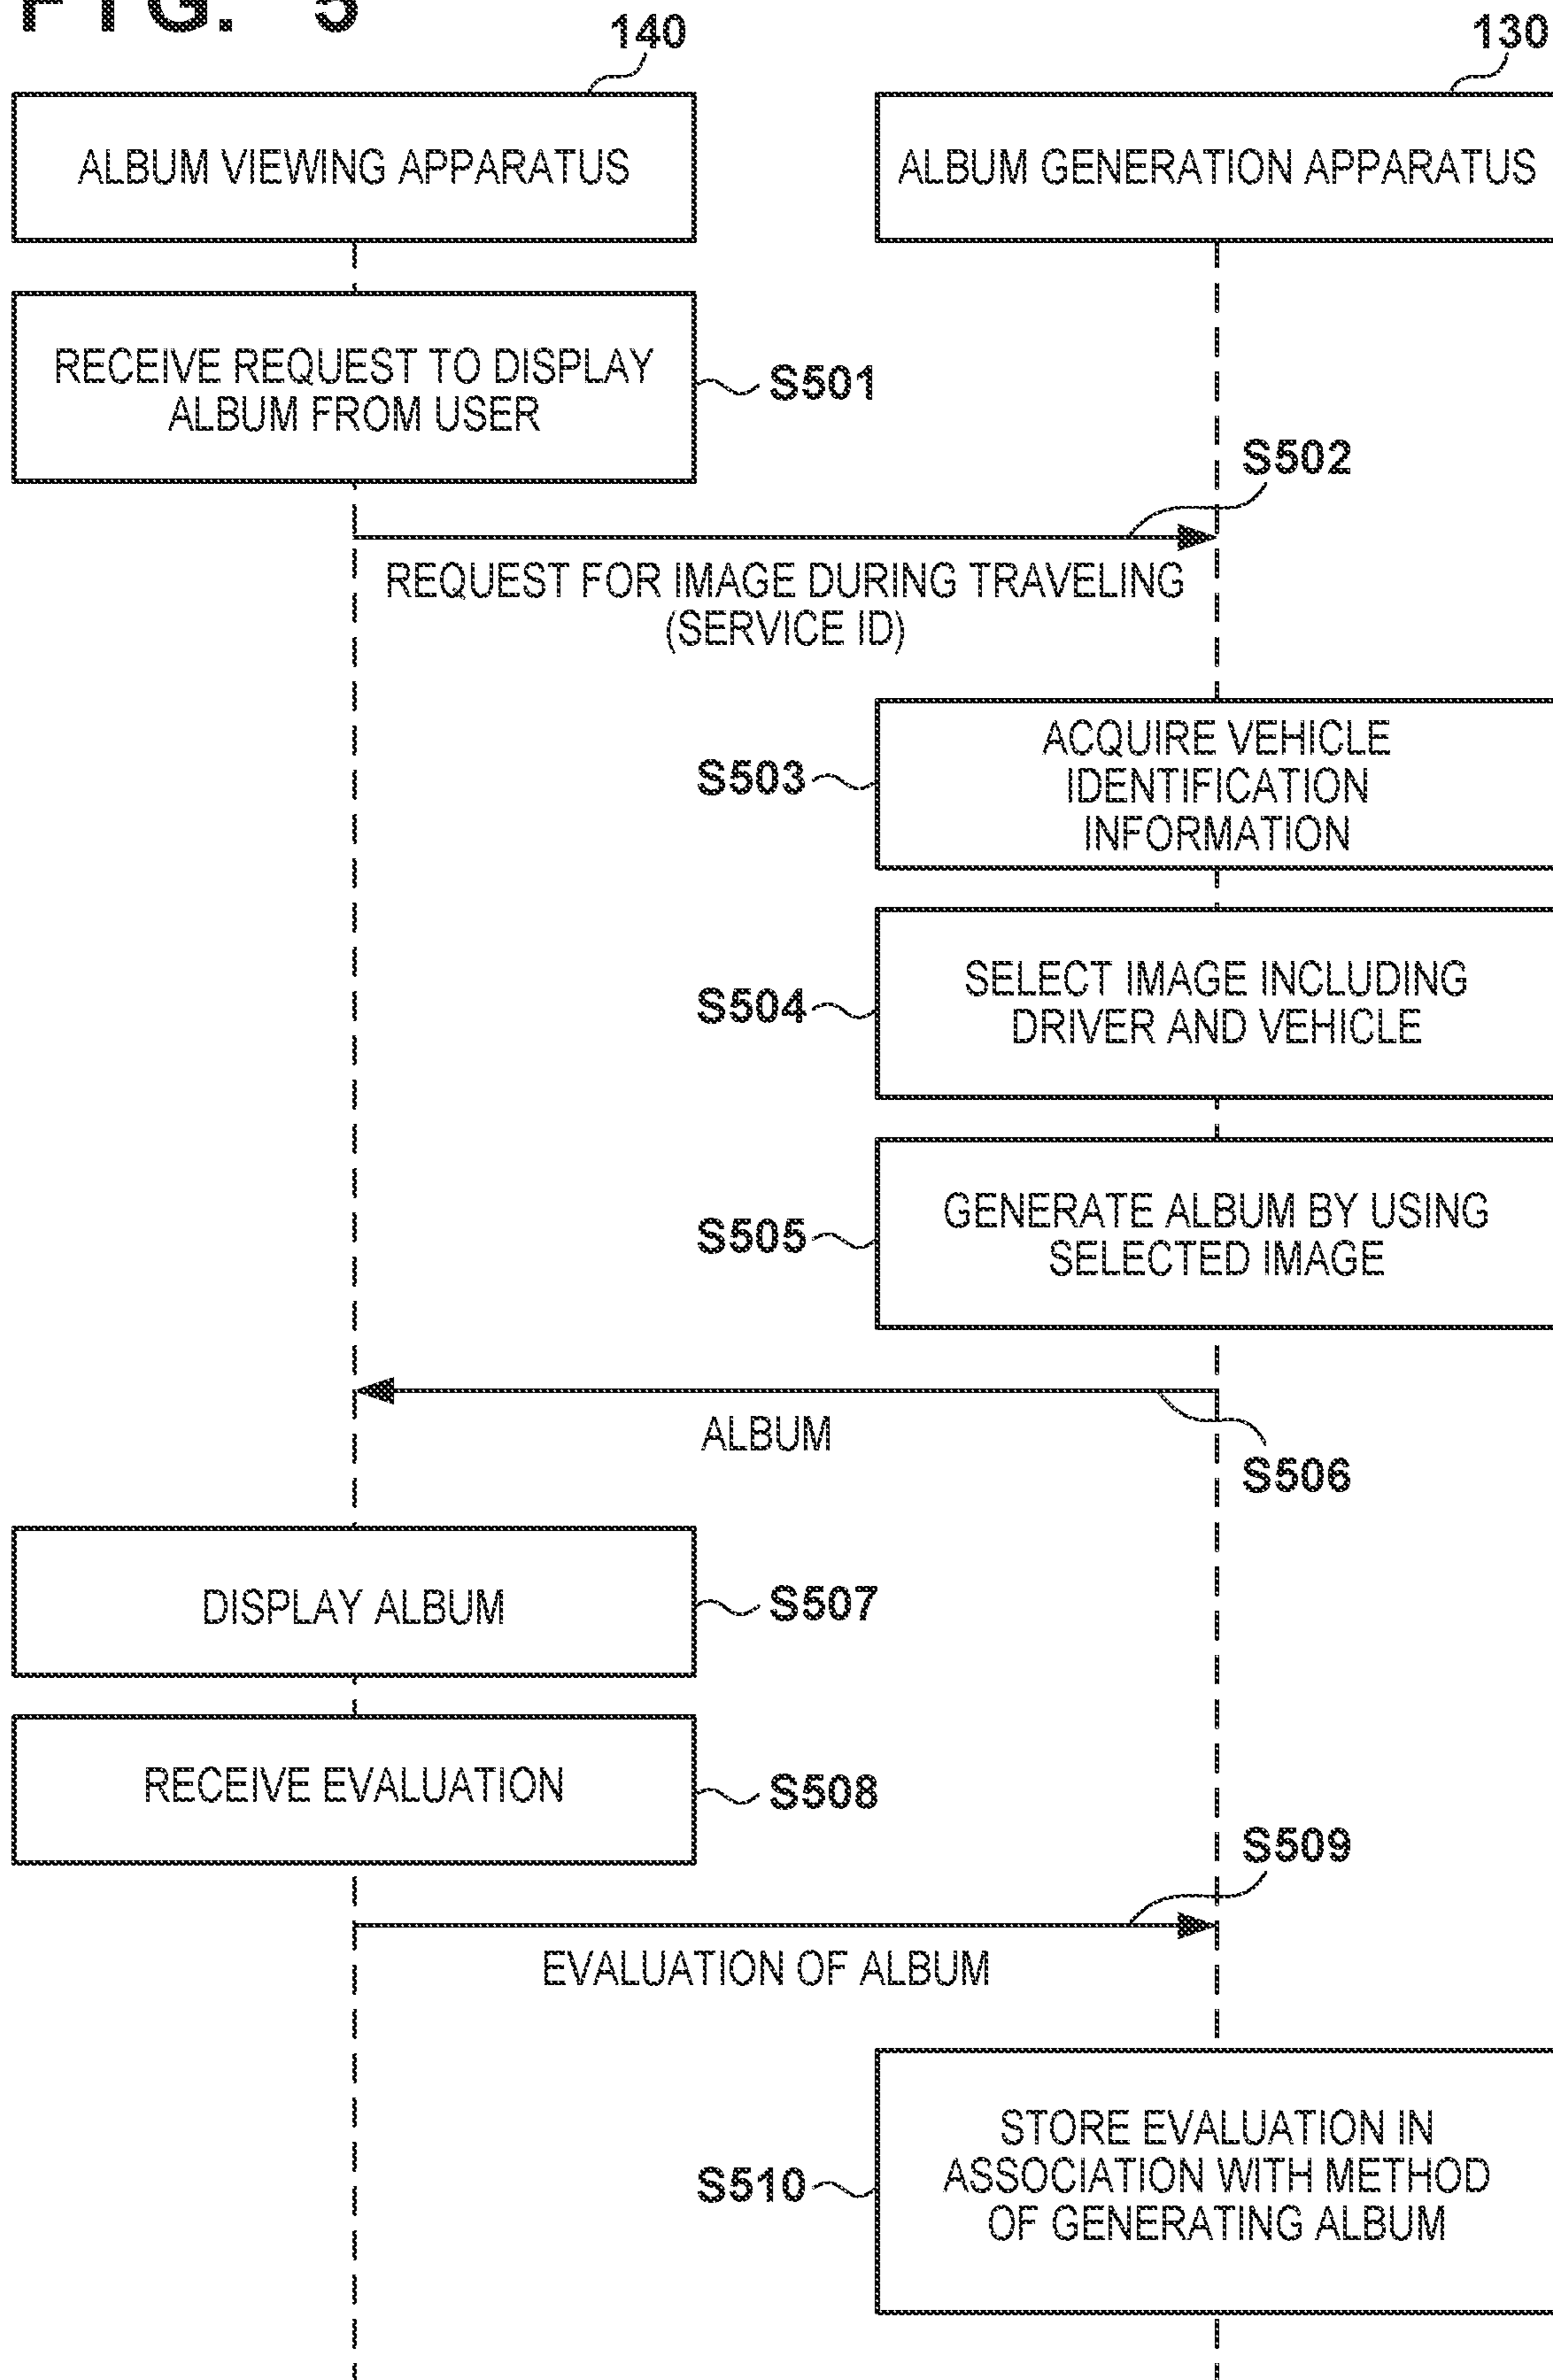 FIG. 5
140
130
ALBUM VIEWING APPARATUS
ALBUM GENERATION APPARATUS
RECEIVE REQUEST TO DISPLAY
ALBUM FROM USER
S501
S502
REQUEST FOR IMAGE DURING TRAVELING
(SERVICE ID)
S503
ACQUIRE VEHICLE
IDENTIFICATION
INFORMATION
S504
SELECT IMAGE INCLUDING
DRIVER AND VEHICLE
S505
GENERATE ALBUM BY USING
SELECTED IMAGE
ALBUM
S506
DISPLAY ALBUM
S507
RECEIVE EVALUATION
S508
S509
EVALUATION OF ALBUM
S510
STORE EVALUATION IN
ASSOCIATION WITH METHOD
OF GENERATING ALBUM